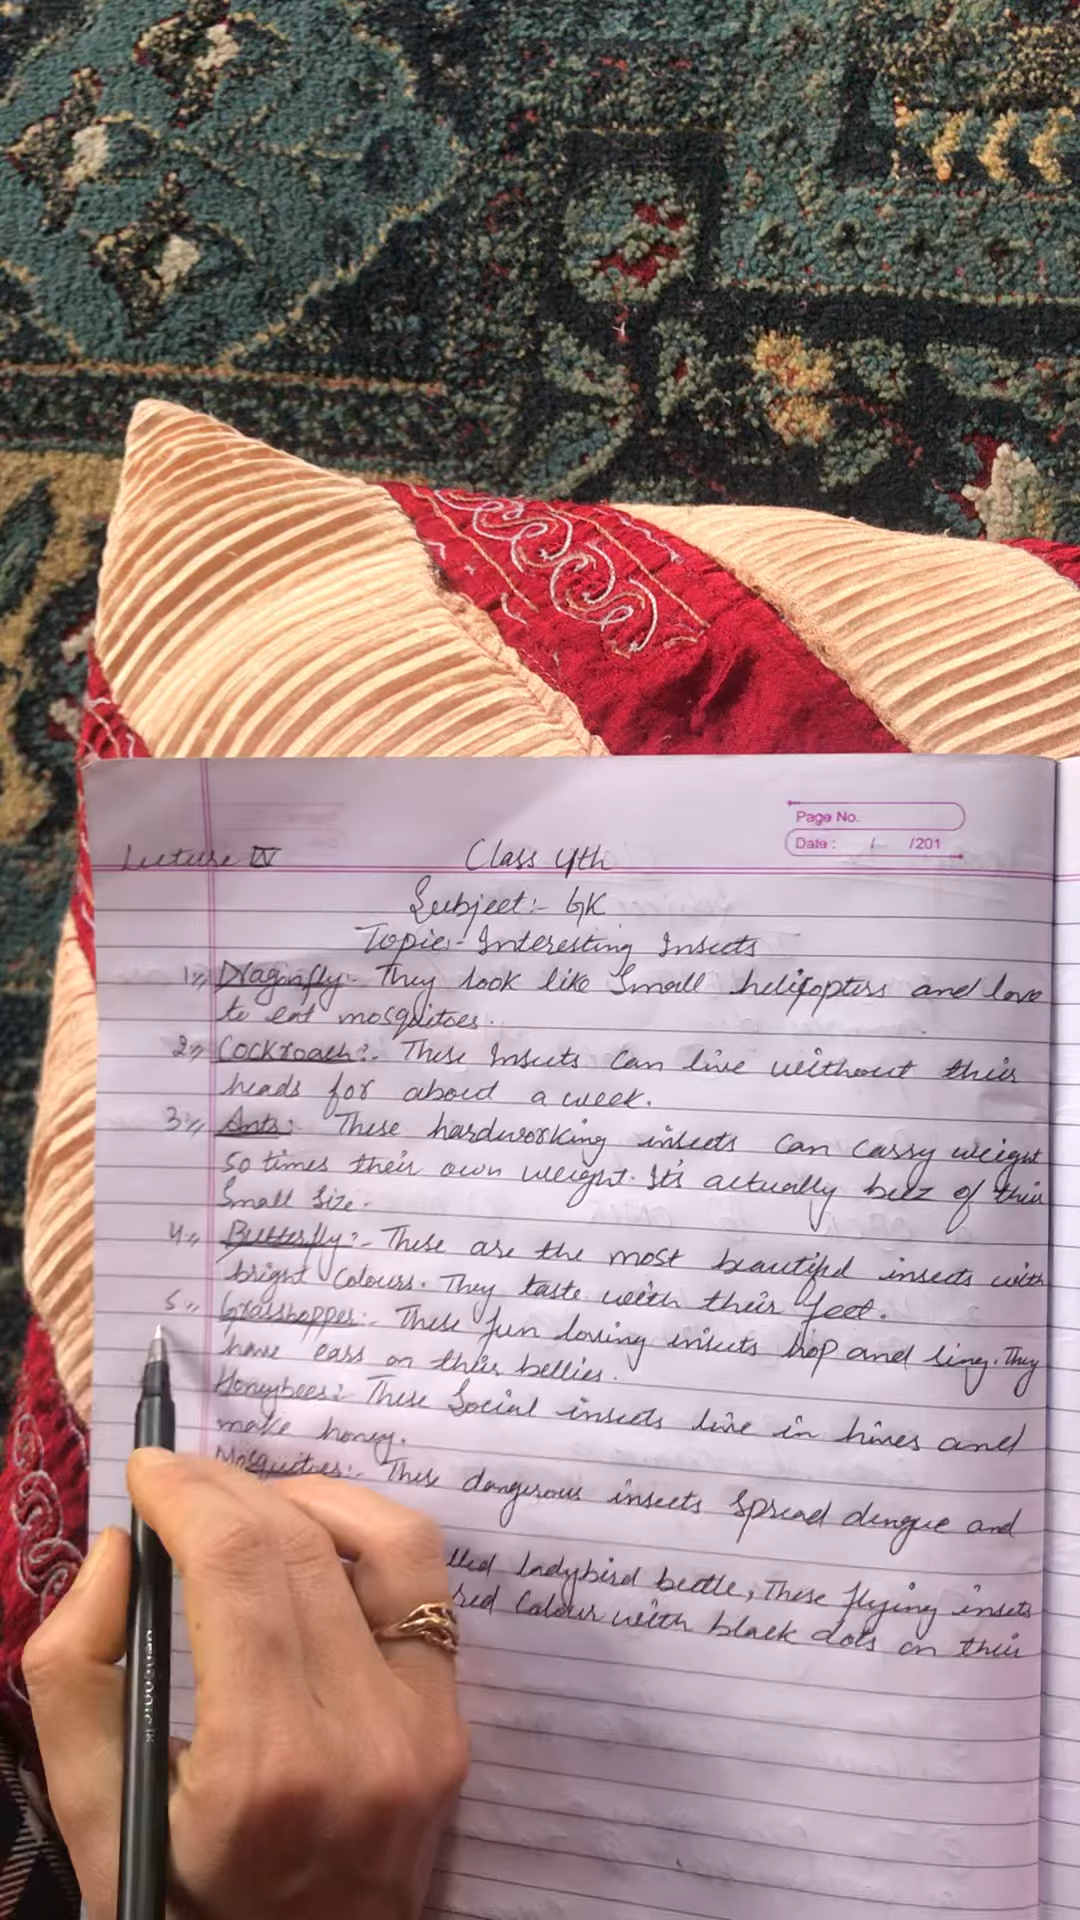 Page No.
Date : / /201
Lecture IV Class 4th
Subject:- GK
Topic:- Interesting Insects
1» Dragonfly:- They look like Small helicopters and love
to eat mosquitoes.
2» Cockroach:- These Insects Can live without their
heads for about a week.
3» Ants:- These hardworking insects can carry weight
50 times their own weight. It's actually bcz of their
Small Size.
4» Butterfly:- These are the most beautiful insects with
bright Colours. They taste with their feet.
5» Grasshopper:- These fun loving insects hop and sing. They
have ears on their bellies.
Honeybees:- These Social insects live in hives and
make honey.
Mosquitoes:- These dangerous insects Spread dengue and
lled ladybird beetle, These flying insects
red Colour with black dots on their